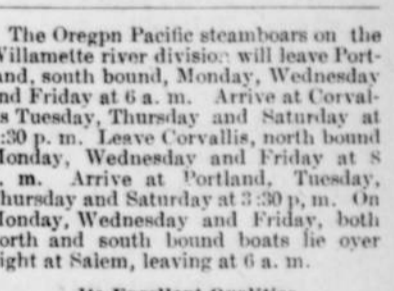 The Oregpn Pacific steamboars on the
Willamette river division will leave Port-
and, south bound, Monday, Wednesday
nd Friday at 6 a. m. Arrive at Corval-
s Tuesday, Thursday and Saturday at
:30 p. m. Leave Corvallis, north bound
Monday, Wednesday and Friday at 8
. m. Arrive at Portland, Tuesday,
hursday and Saturday at 3:30 p, m. On
Monday, Wednesday and Friday, both
orth and south bound boats lie over
ight at Salem, leaving at 6 a. m.